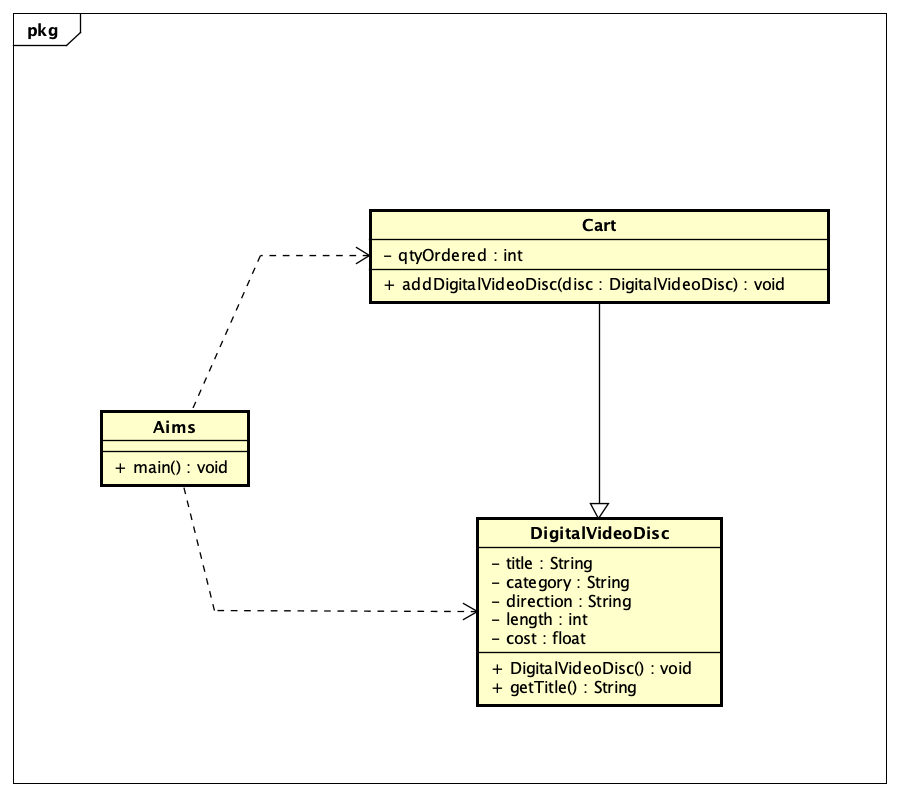 pkg
Cart
- qtyOrdered : int
+ addDigitalVideoDisc(disc : DigitalVideoDisc) : void
Aims
+ main() : void
DigitalVideoDisc
- title : String
- category : String
- direction : String
- length : int
- cost : float
+ DigitalVideoDisc() : void
+ getTitle() : String